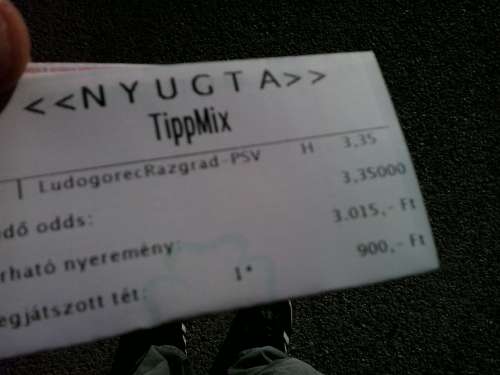 <<NYUGTA>>
TippMix
1 LudogorecRazgrad-PSV H 3,35
dő odds: 3,35000
rható nyeremény: 3.015,- Ft
egjátszott tét: 1* 900,- Ft